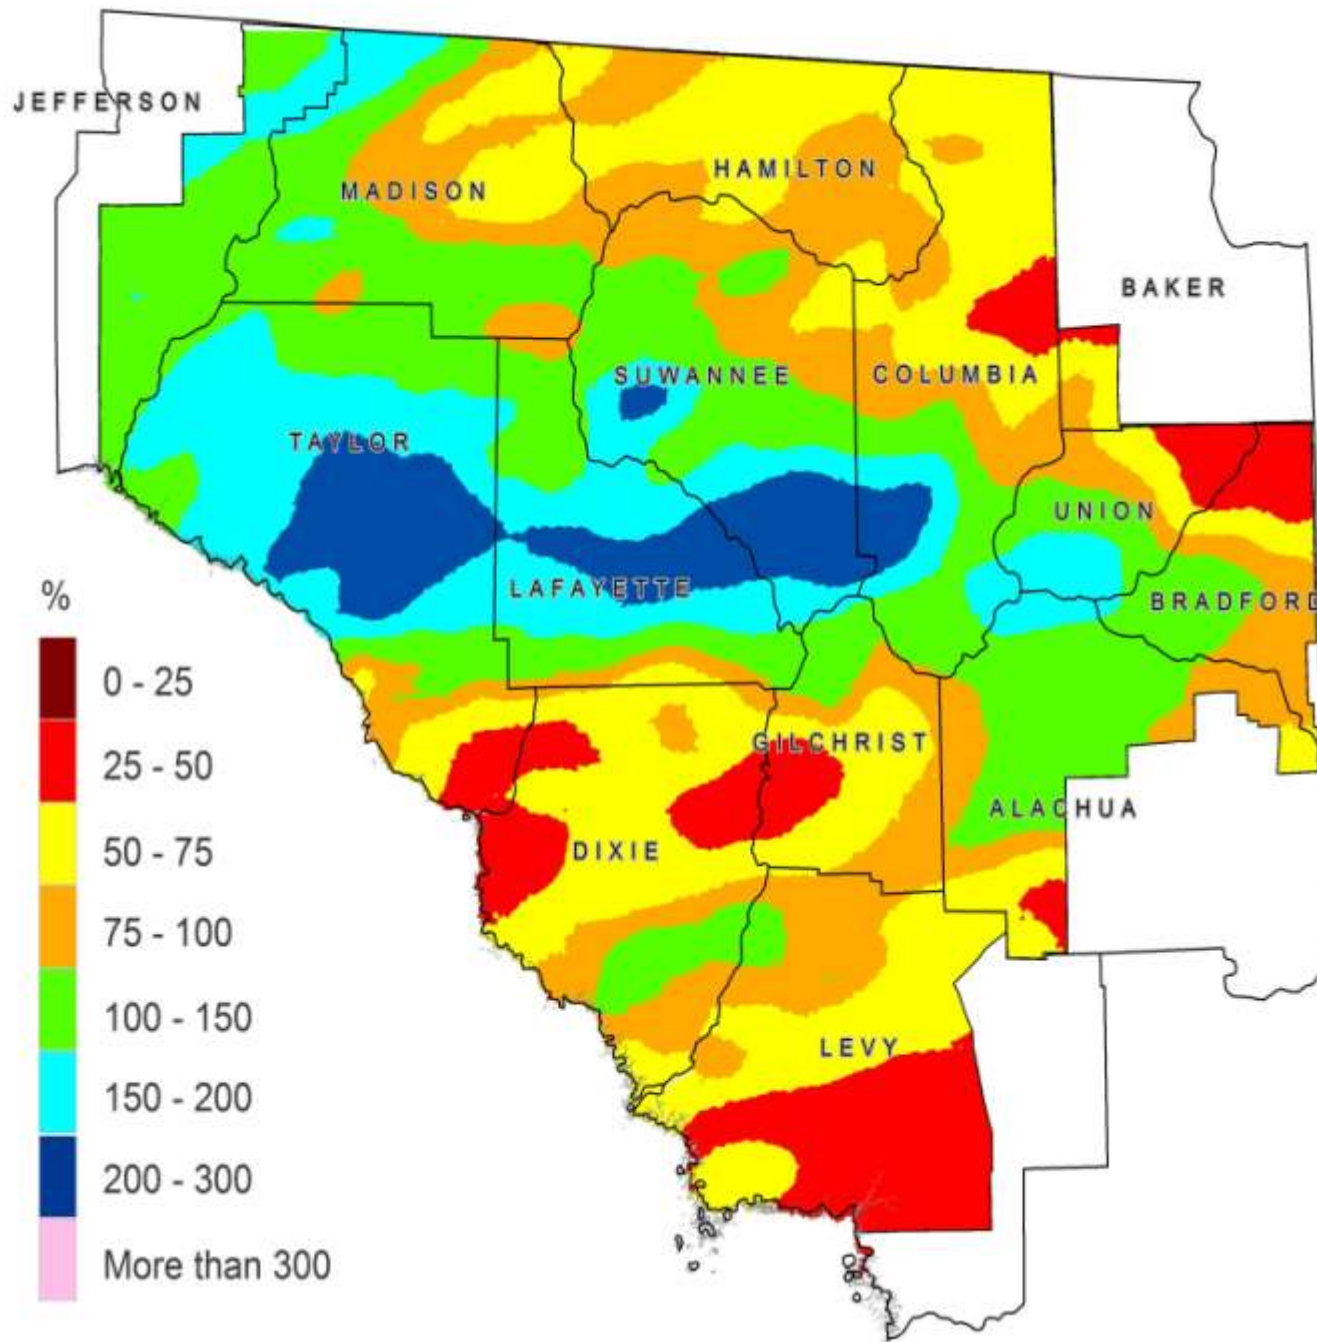 JEFFERSON
MADISON
HAMILTON
BAKER
SUWANNEE
COLUMBIA
TAYLOR
UNION
LAFAYETTE
BRADFORD
GILCHRIST
ALACHUA
DIXIE
LEVY
%
0 - 25
25 - 50
50 - 75
75 - 100
100 - 150
150 - 200
200 - 300
More than 300